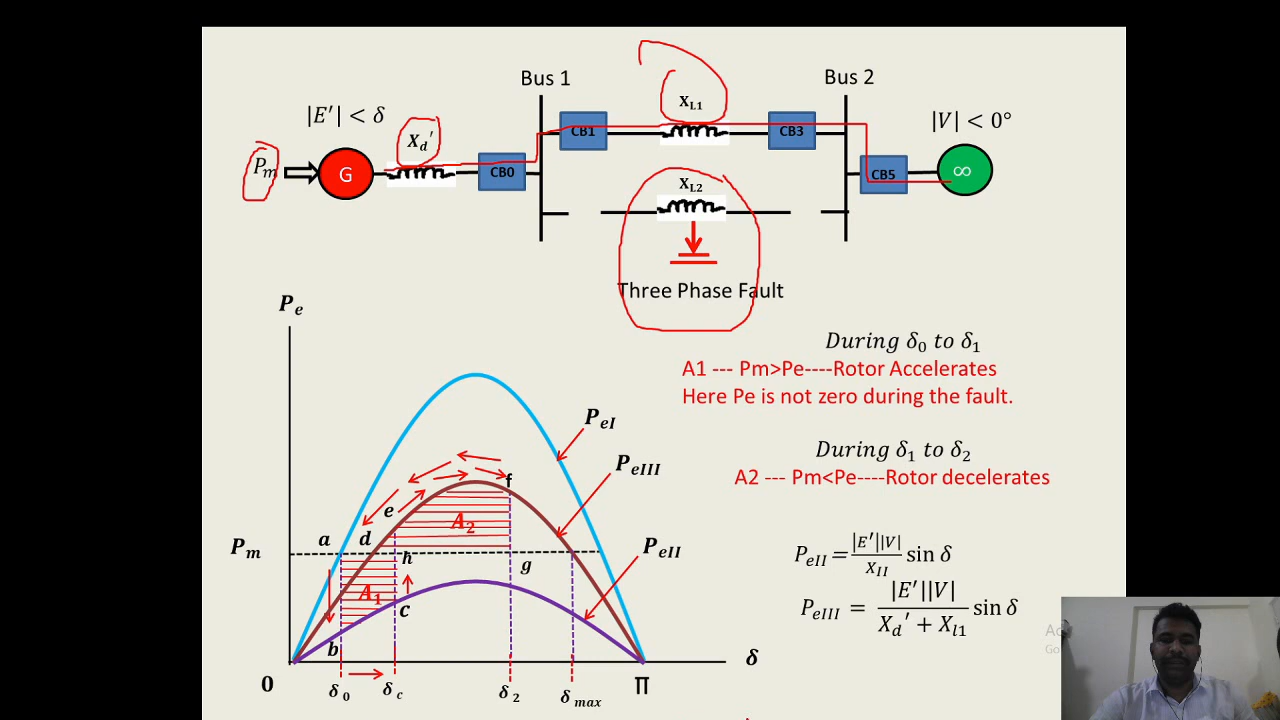 Bus 1
Bus 2
|E′| < δ
X_d′
X_L1
|V| < 0°
P_m
G
CB0
CB1
CB3
CB5
∞
X_L2
Three Phase Fault
P_e
During δ_0 to δ_1
A1 --- Pm>Pe----Rotor Accelerates
Here Pe is not zero during the fault.
P_eI
P_eIII
During δ_1 to δ_2
A2 --- Pm<Pe----Rotor decelerates
f
e
A_2
a
d
P_m
h
g
P_eII
A_1
c
b
P_eII = |E′||V| / X_II sin δ
P_eIII = |E′||V| / X_d′ + X_l1 sin δ
0
δ_0
δ_c
δ_2
δ_max
Π
δ